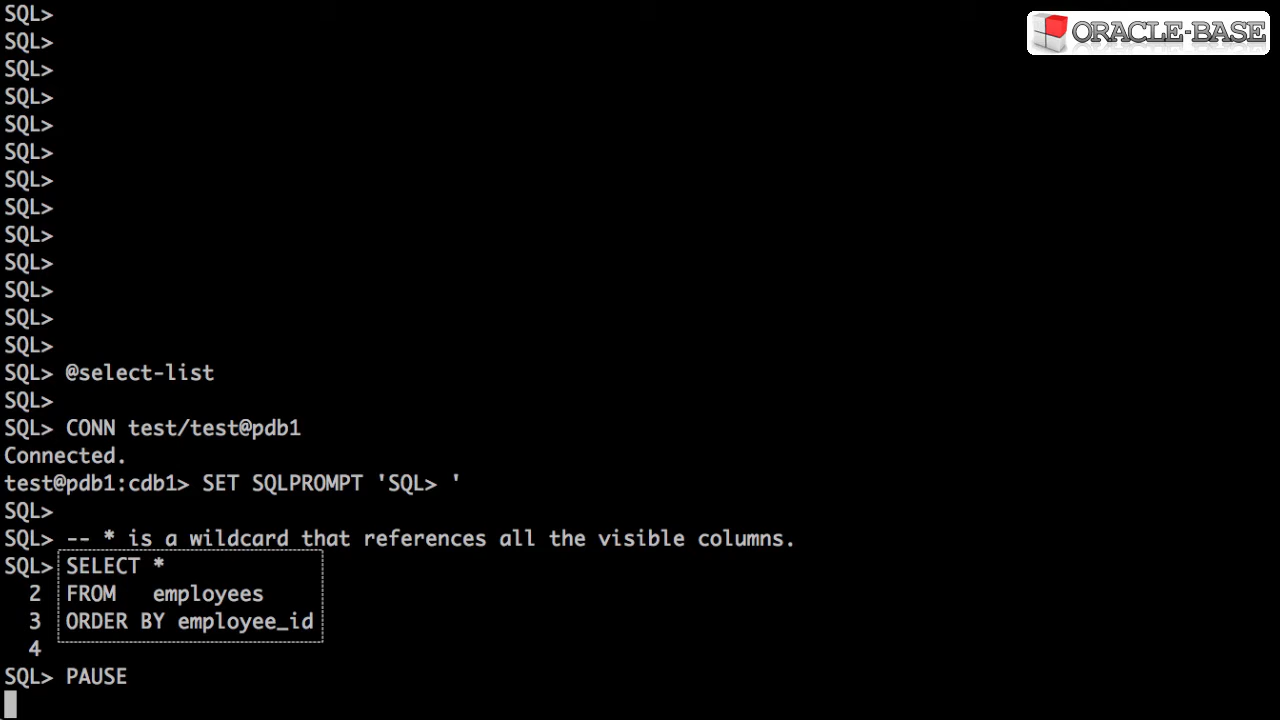 SQL>
ORACLE-BASE
SQL>
SQL>
SQL>
SQL>
SQL>
SQL>
SQL>
SQL>
SQL>
SQL>
SQL>
SQL>
SQL> @select-list
SQL>
SQL> CONN test/test@pdb1
Connected.
test@pdb1:cdb1> SET SQLPROMPT 'SQL> '
SQL>
SQL> -- * is a wildcard that references all the visible columns.
SQL> SELECT *
2 FROM   employees
3 ORDER BY employee_id
4
SQL> PAUSE